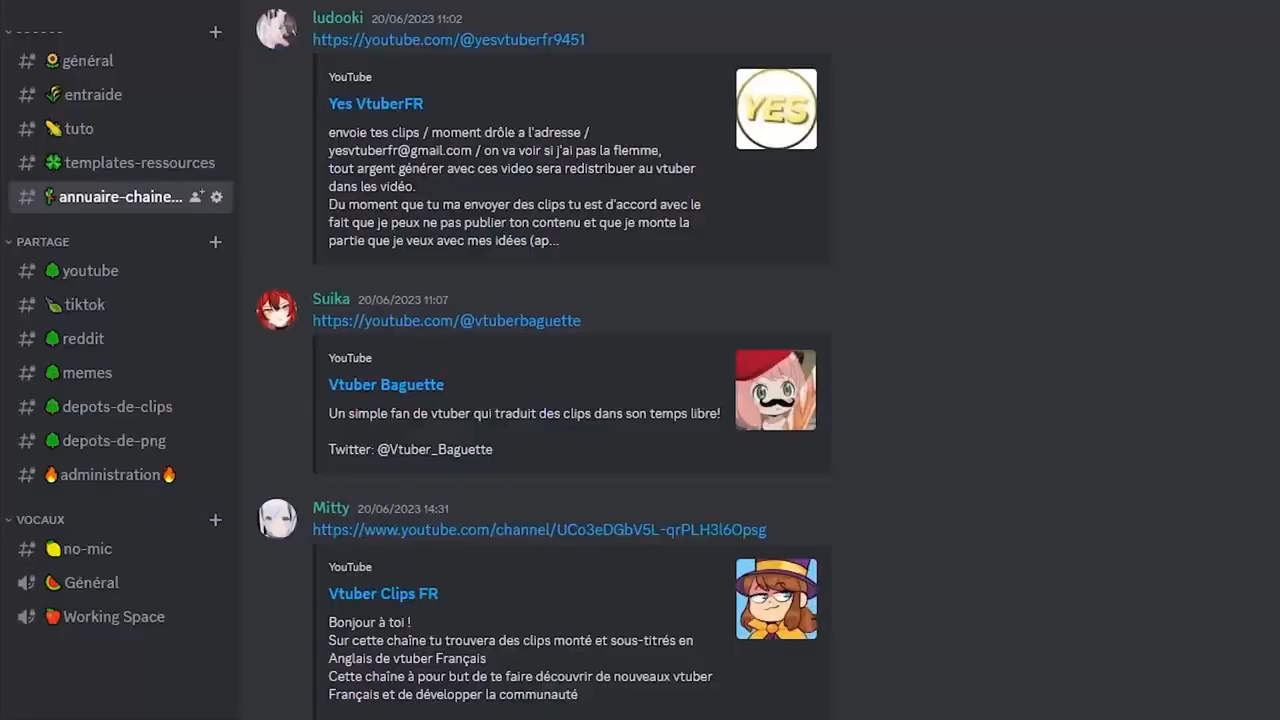 ------
général
entraide
tuto
templates-ressources
annuaire-chaine...
PARTAGE
youtube
tiktok
reddit
memes
depots-de-clips
depots-de-png
🔥administration🔥
VOCAUX
no-mic
Général
Working Space
ludooki 20/06/2023 11:02
https://youtube.com/@yesvtuberfr9451
YouTube
Yes VtuberFR
YES
envoie tes clips / moment drôle a l'adresse /
yesvtuberfr@gmail.com / on va voir si j'ai pas la flemme,
tout argent générer avec ces video sera redistribuer au vtuber
dans les vidéo.
Du moment que tu ma envoyer des clips tu est d'accord avec le
fait que je peux ne pas publier ton contenu et que je monte la
partie que je veux avec mes idées (ap...
Suika 20/06/2023 11:07
https://youtube.com/@vtuberbaguette
YouTube
Vtuber Baguette
Un simple fan de vtuber qui traduit des clips dans son temps libre!
Twitter: @Vtuber_Baguette
Mitty 20/06/2023 14:31
https://www.youtube.com/channel/UCo3eDGbV5L-qrPLH3l6Opsg
YouTube
Vtuber Clips FR
Bonjour à toi !
Sur cette chaîne tu trouvera des clips monté et sous-titrés en
Anglais de vtuber Français
Cette chaîne à pour but de te faire découvrir de nouveaux vtuber
Français et de développer la communauté